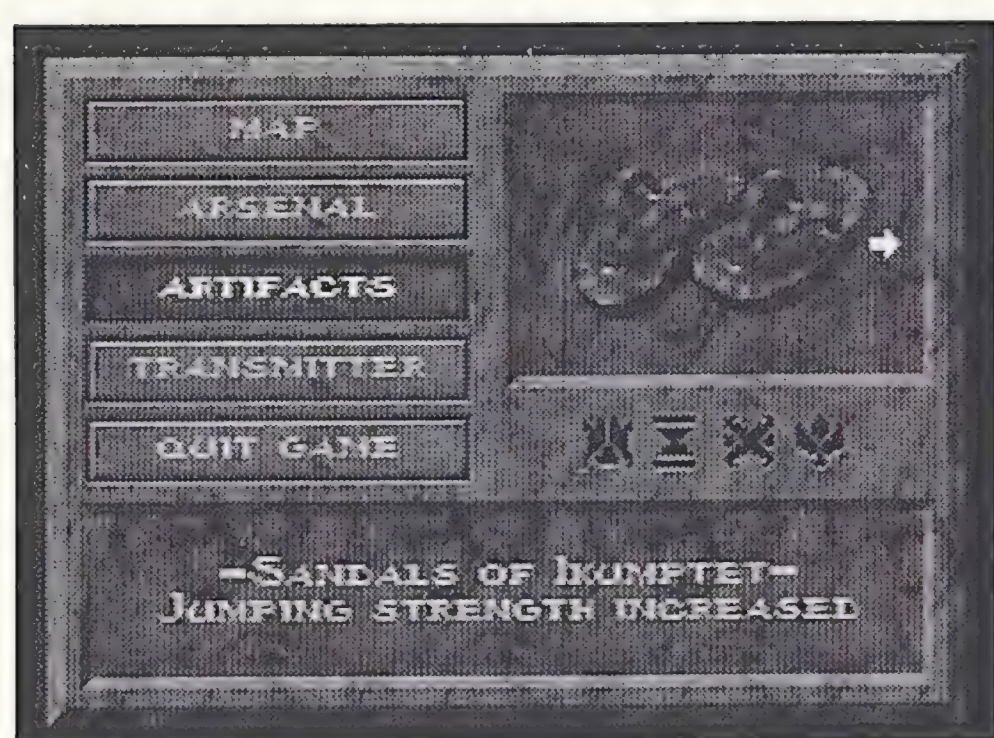 MAP
ARSENAL
ARTIFACTS
TRANSMITTER
QUIT GAME
-SANDALS OF IKUMPTET-
JUMPING STRENGTH INCREASED